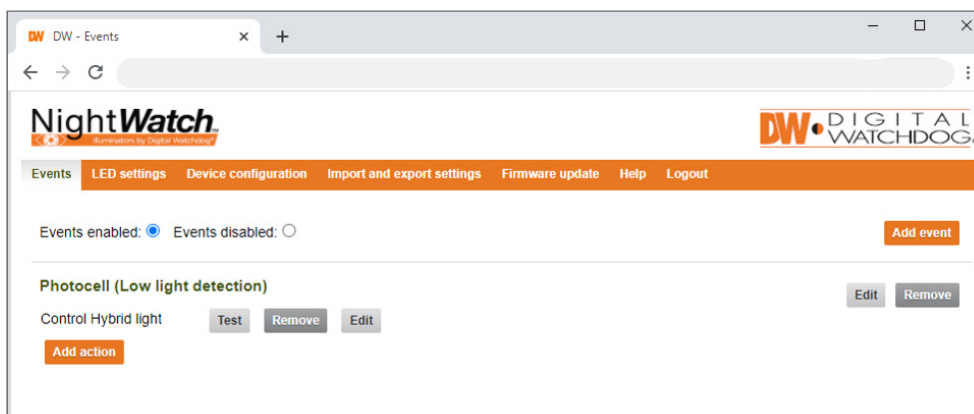 DW DW - Events
NightWatch™
Illuminators by Digital Watchdog®
DW DIGITAL WATCHDOG®
Events LED settings Device configuration Import and export settings Firmware update Help Logout
Events enabled: Events disabled: Add event
Photocell (Low light detection) Edit Remove
Control Hybrid light Test Remove Edit
Add action